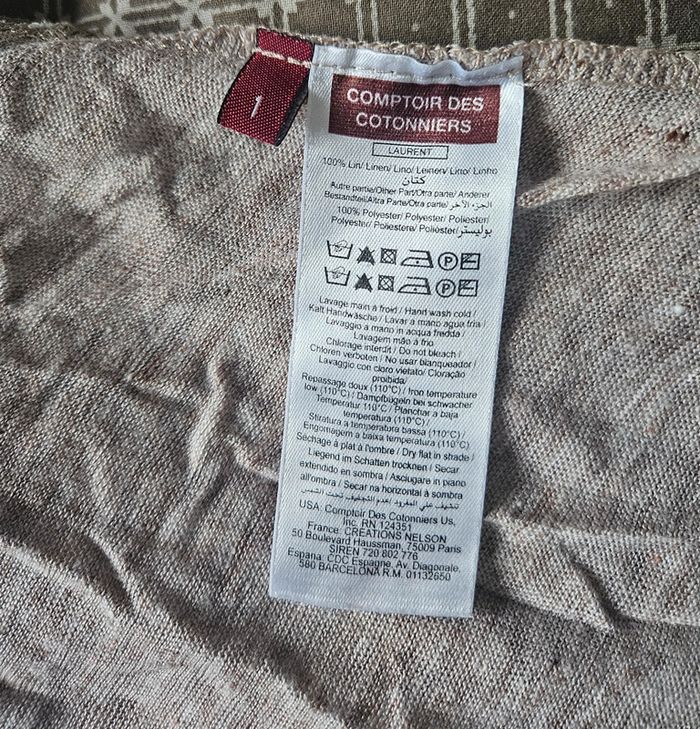 1
COMPTOIR DES
COTONNIERS
LAURENT
100% Lin/ Linen/ Lino/ Leinen/ Lino/ Linho
كتان
Autre partie/Other Part/Otra parte/ Anderer
Bestandteil/Altra Parte/Outra parte/الجزء الآخر
100% Polyester/ Polyester/ Poliester/
Polyester/ Poliestere/ Poliéster/بوليستر
P
P
Lavage main à froid / Hand wash cold /
Kalt Handwäsche / Lavar a mano agua fria /
Lavaggio a mano in acqua fredda /
Lavagem mão à frio
Chlorage interdit / Do not bleach /
Chloren verboten / No usar blanqueador /
Lavaggio con cloro vietato/ Cloração
proibida/
Repassage doux (110°C) / Iron temperature
low (110°C) / Dampfbügeln bei schwacher
Temperatur 110°C / Planchar a baja
temperatura (110°C) /
Stiratura a temperatura bassa (110°C) /
Engomagem a baixa temperatura (110°C)
Séchage à plat à l'ombre / Dry flat in shade /
Liegend im Schatten trocknen / Secar
extendido en sombra / Asciugare in piano
all'ombra / Secar na horizontal à sombra
USA: Comptoir Des Cotonniers Us,
Inc. RN 124351
France: CREATIONS NELSON
50 Boulevard Haussman, 75009 Paris
SIREN 720 802 776
Espana: CDC Espagne, Av. Diagonale,
580 BARCELONA R.M. 01132650